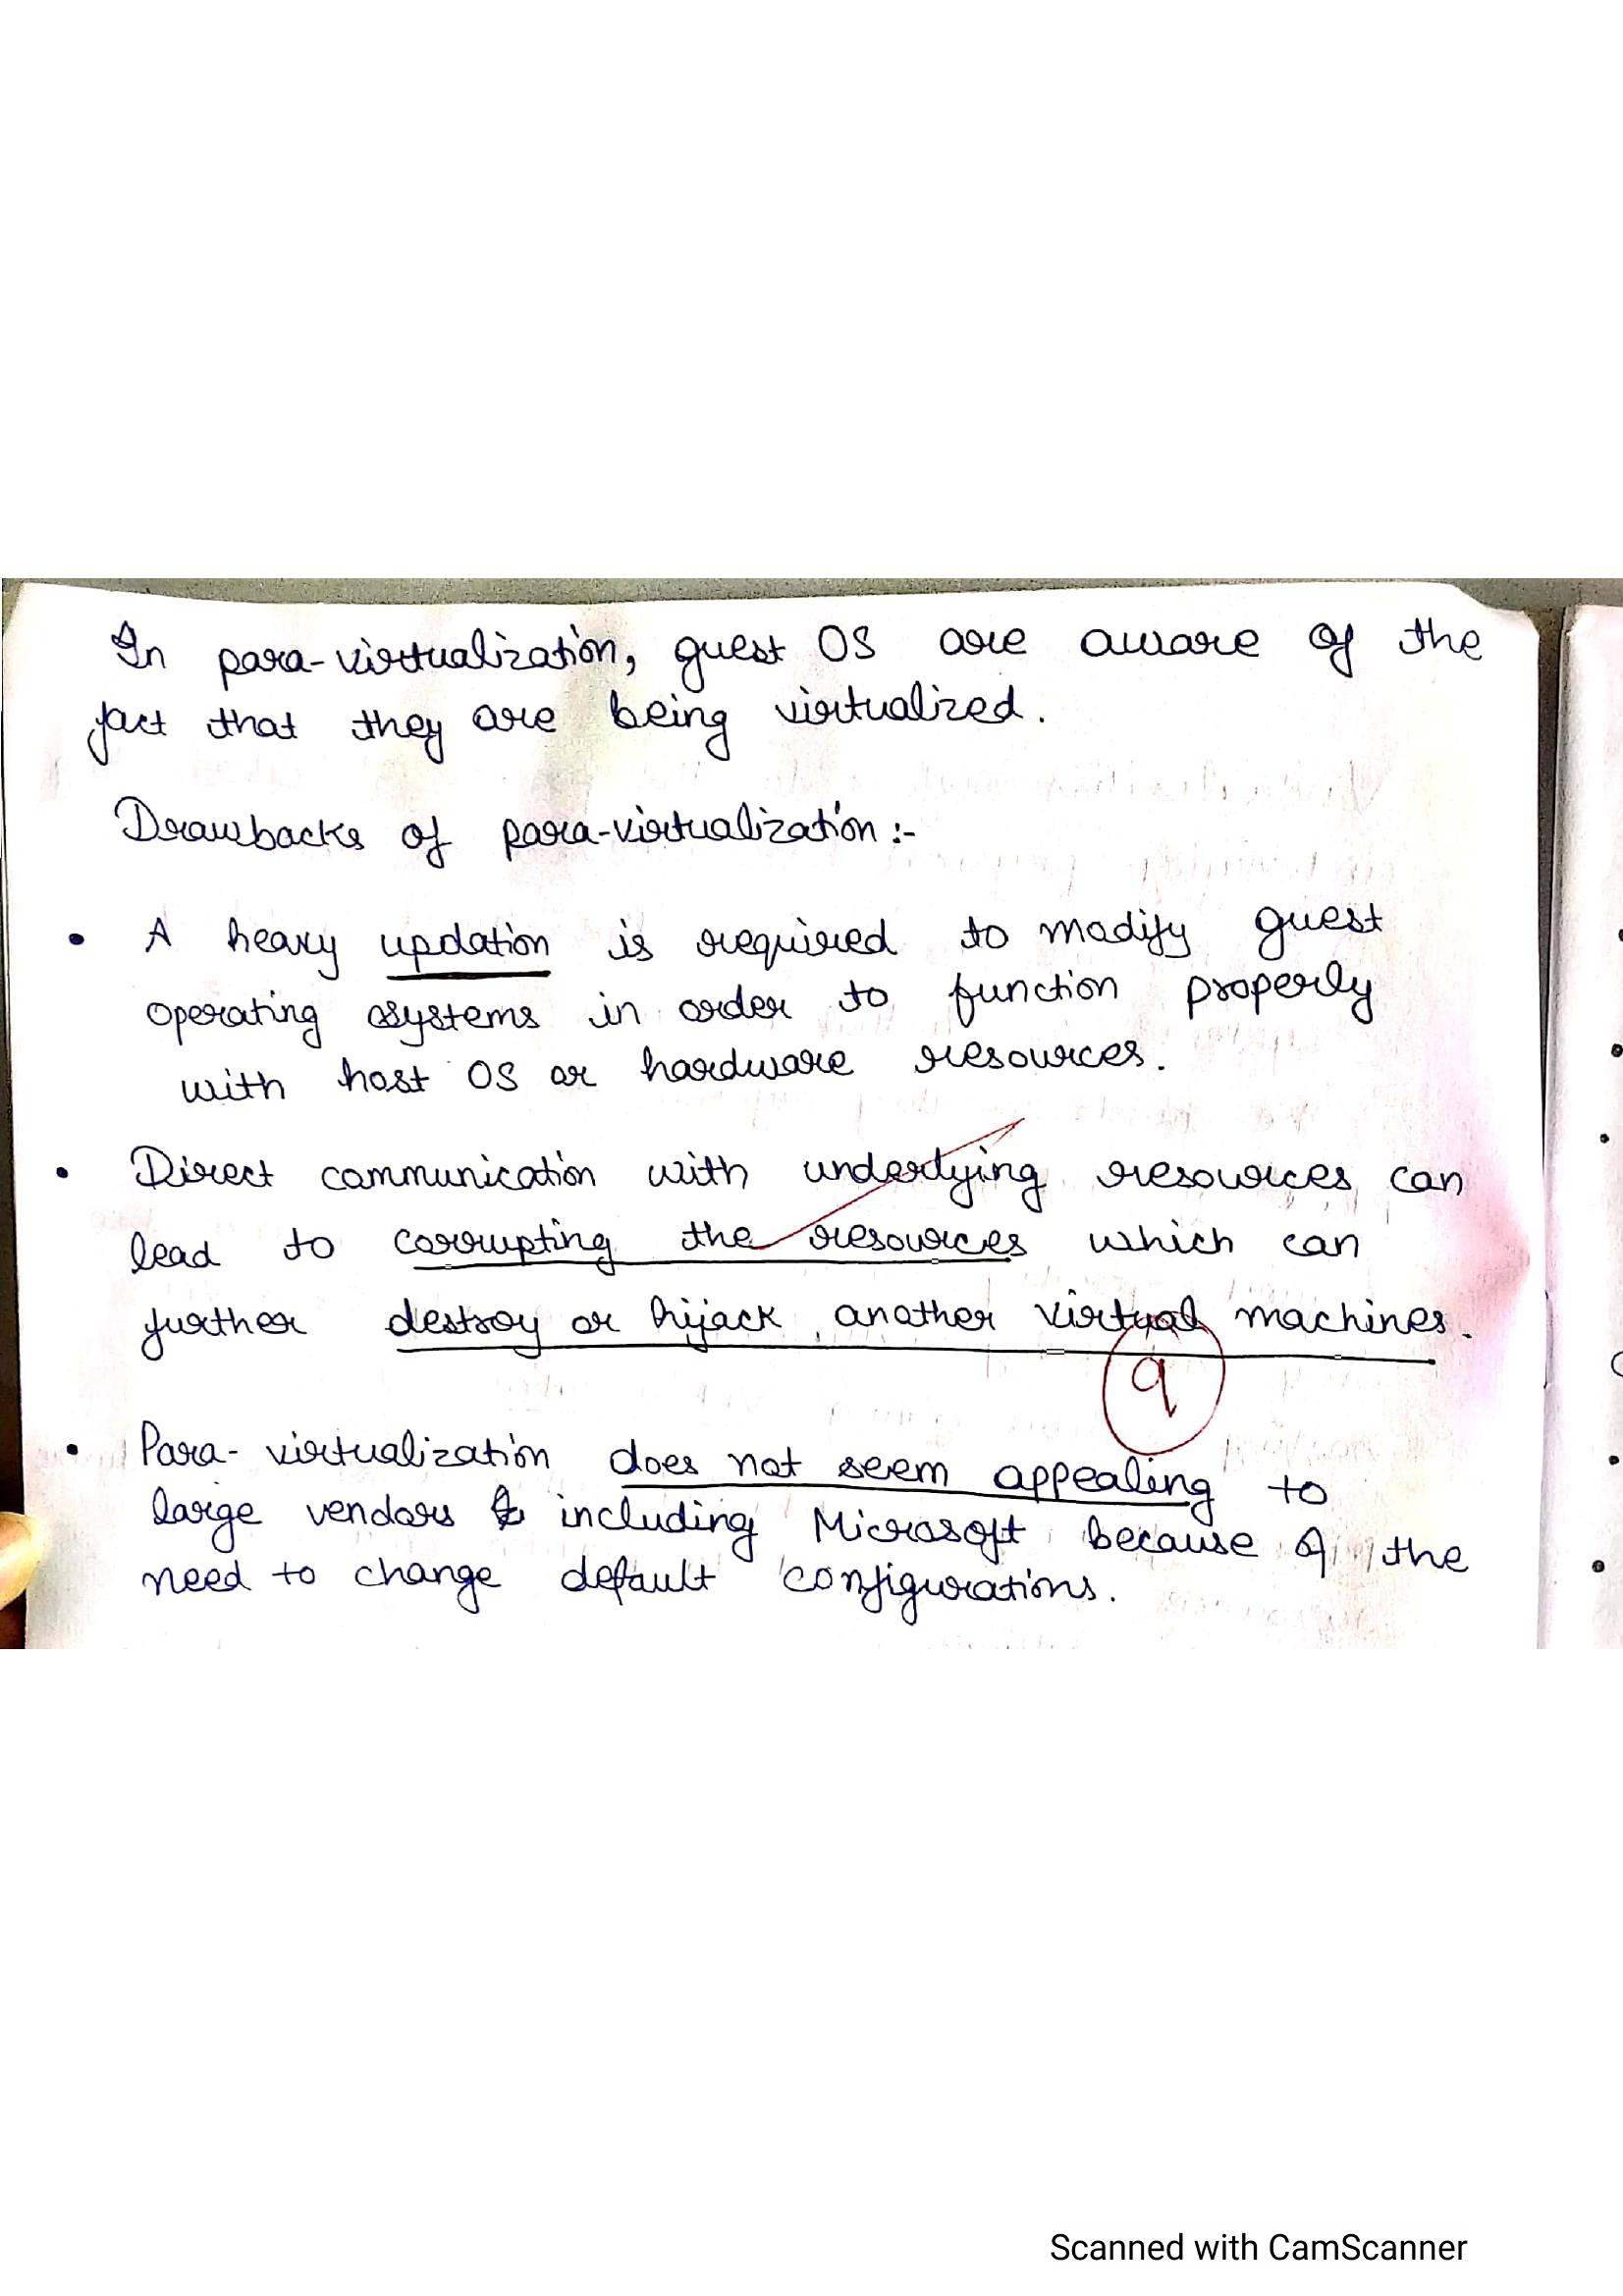 In para-virtualization, guest OS are aware of the
fact that they are being virtualized.
Drawbacks of para-virtualization :-
• A heavy updation is required to modify guest
operating systems in order to function properly
with host OS or hardware resources.
• Direct communication with underlying resources can
lead to corrupting the resources which can
further destroy or hijack another virtual machines.
9
• Para-virtualization does not seem appealing to
large vendors including Microsoft because of the
need to change default configurations.
Scanned with CamScanner